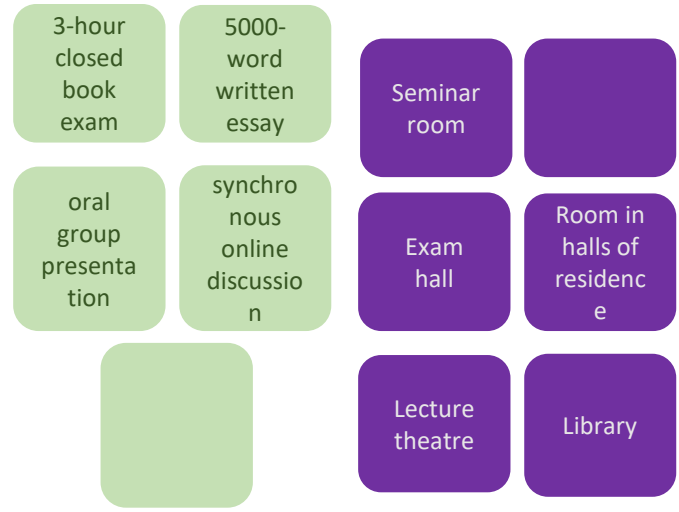 3-hour
closed
book
exam
5000-
word
written
essay
oral
group
presenta
tion
synchro
nous
online
discussio
n
Seminar
room
Exam
hall
Room in
halls of
residenc
e
Lecture
theatre
Library